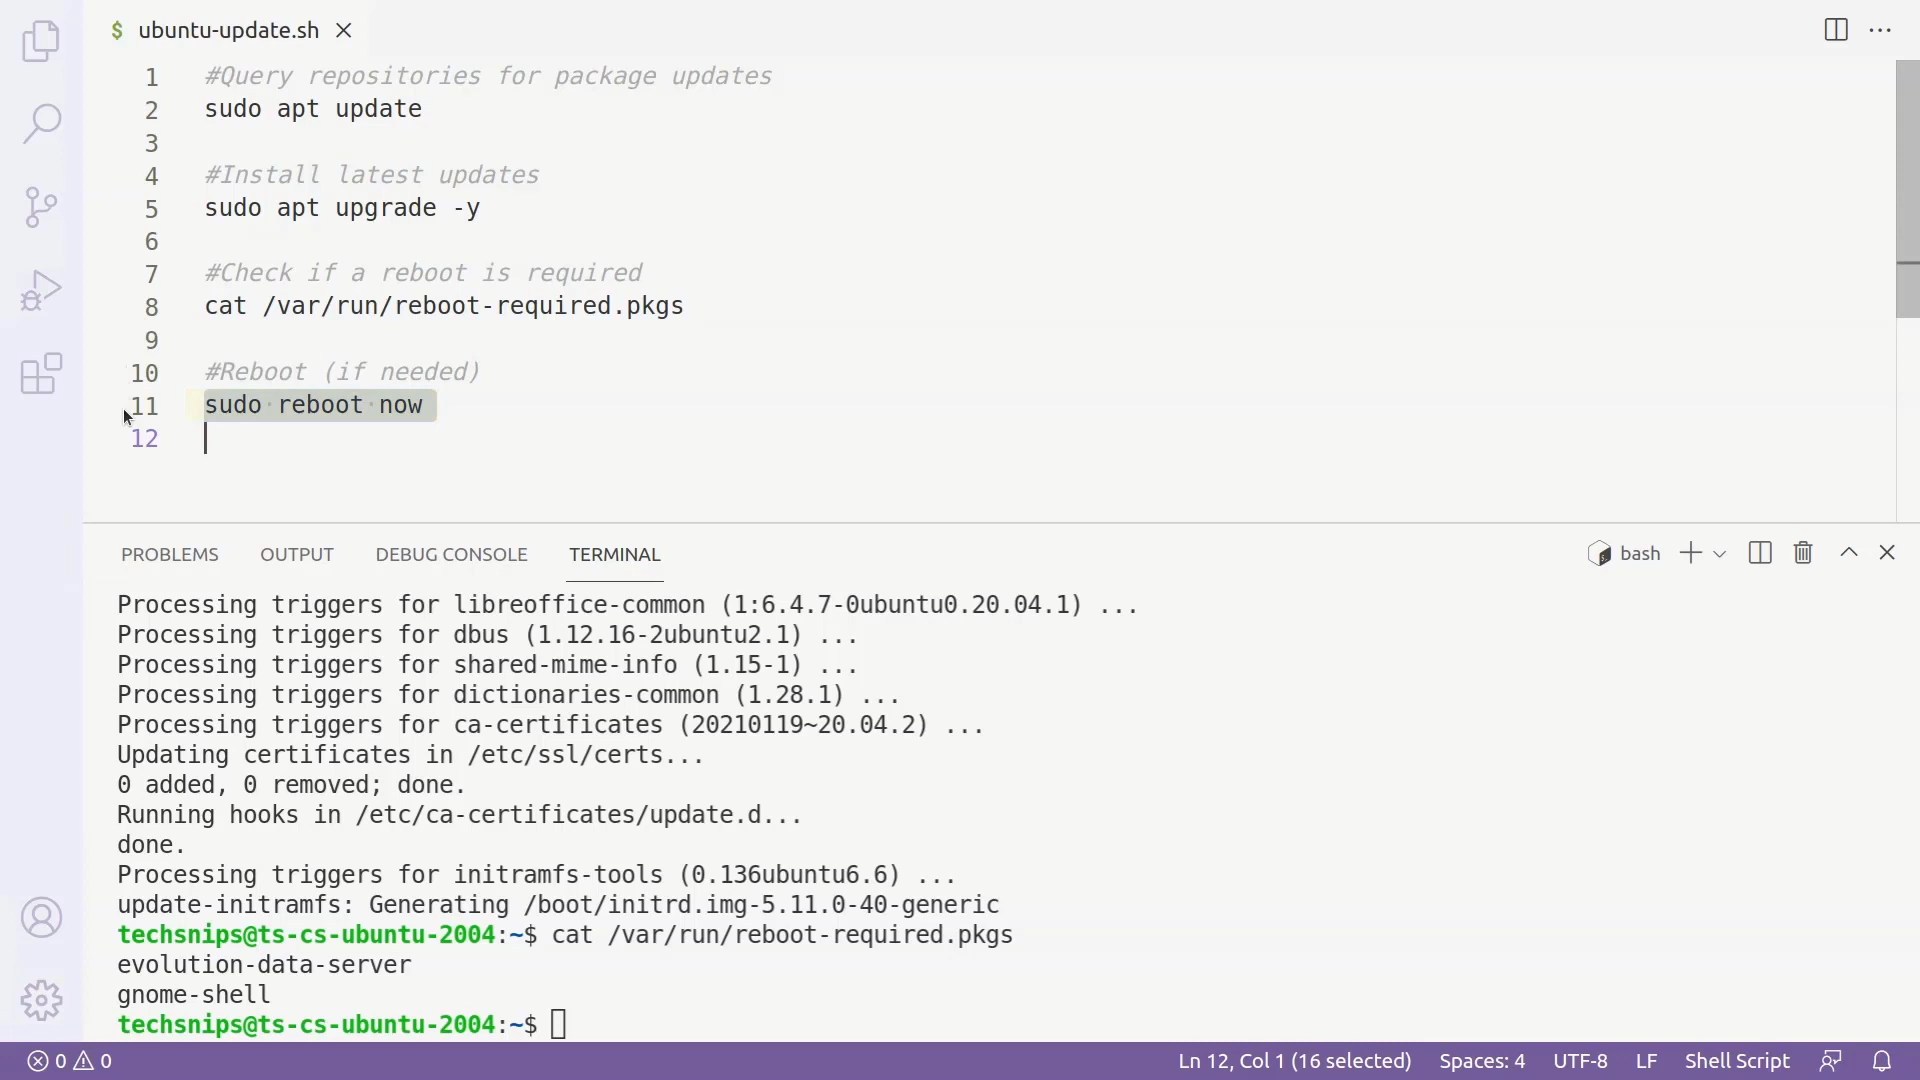 $ ubuntu-update.sh
1 #Query repositories for package updates
2 sudo apt update
3
4 #Install latest updates
5 sudo apt upgrade -y
6
7 #Check if a reboot is required
8 cat /var/run/reboot-required.pkgs
9
10 #Reboot (if needed)
11 sudo·reboot·now
12
PROBLEMS OUTPUT DEBUG CONSOLE TERMINAL bash
Processing triggers for libreoffice-common (1:6.4.7-0ubuntu0.20.04.1) ...
Processing triggers for dbus (1.12.16-2ubuntu2.1) ...
Processing triggers for shared-mime-info (1.15-1) ...
Processing triggers for dictionaries-common (1.28.1) ...
Processing triggers for ca-certificates (20210119~20.04.2) ...
Updating certificates in /etc/ssl/certs...
0 added, 0 removed; done.
Running hooks in /etc/ca-certificates/update.d...
done.
Processing triggers for initramfs-tools (0.136ubuntu6.6) ...
update-initramfs: Generating /boot/initrd.img-5.11.0-40-generic
techsnips@ts-cs-ubuntu-2004:~$ cat /var/run/reboot-required.pkgs
evolution-data-server
gnome-shell
techsnips@ts-cs-ubuntu-2004:~$
0 0 Ln 12, Col 1 (16 selected) Spaces: 4 UTF-8 LF Shell Script